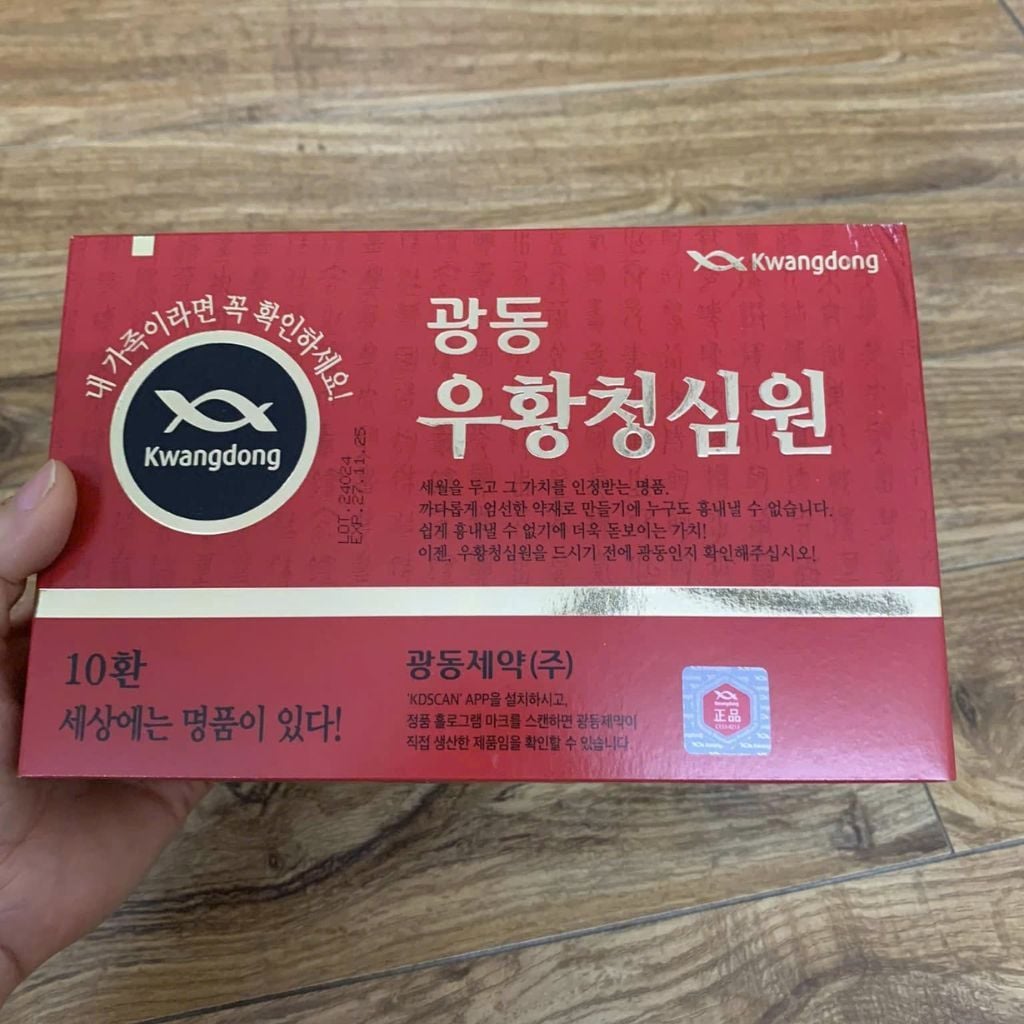 Kwangdong
내 가족이라면 꼭 확인하세요!
Kwangdong
광동
우황청심원
LOT. 24024
EXP. 27.11.25
세월을 두고 그 가치를 인정받는 명품.
까다롭게 엄선한 약재로 만들기에 누구도 흉내낼 수 없습니다.
쉽게 흉내낼 수 없기에 더욱 돋보이는 가치!
이젠, 우황청심원을 드시기 전에 광동인지 확인해주십시오!
10환
세상에는 명품이 있다!
광동제약(주)
'KDSCAN' APP을 설치하시고,
정품 홀로그램 마크를 스캔하면 광동제약이
직접 생산한 제품임을 확인할 수 있습니다.
Kwangdong
正品